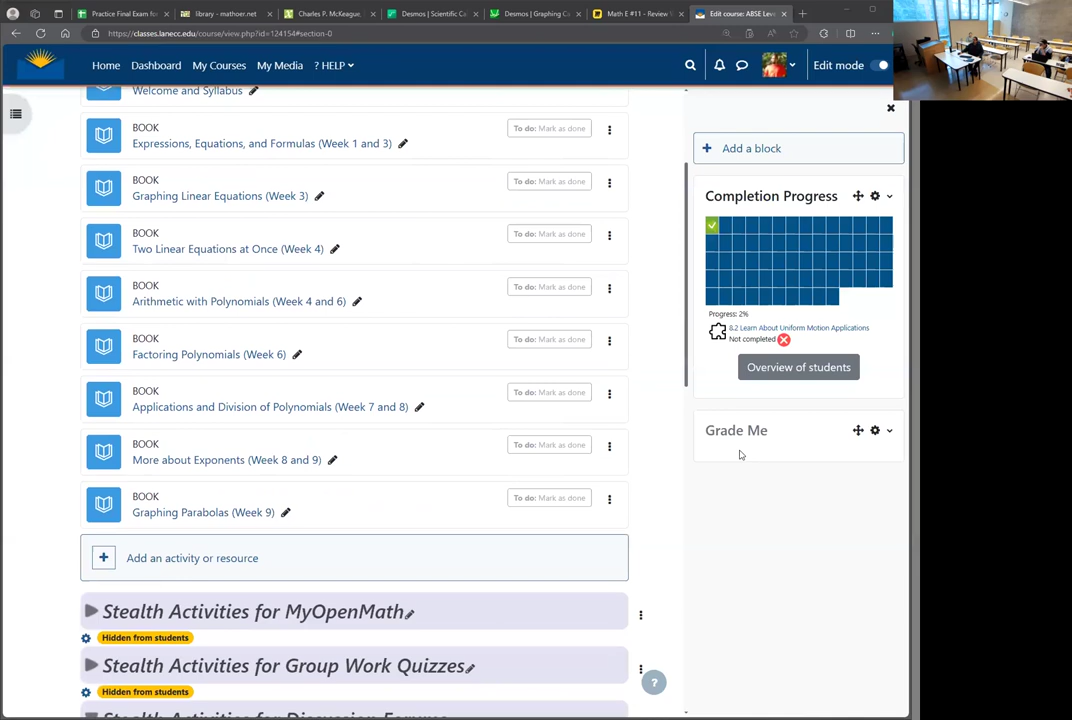 Practice Final Exam for
library - mathoer.net
Charles P. McKeague,
Desmos | Scientific Ca
Desmos | Graphing Ca
Math E #11 - Review
Edit course: ABSE Leve
https://classes.lanecc.edu/course/view.php?id=124154#section-0
Home
Dashboard
My Courses
My Media
? HELP
Edit mode
Welcome and Syllabus
BOOK
To do: Mark as done
Expressions, Equations, and Formulas (Week 1 and 3)
BOOK
To do: Mark as done
Graphing Linear Equations (Week 3)
BOOK
To do: Mark as done
Two Linear Equations at Once (Week 4)
BOOK
To do: Mark as done
Arithmetic with Polynomials (Week 4 and 6)
BOOK
To do: Mark as done
Factoring Polynomials (Week 6)
BOOK
To do: Mark as done
Applications and Division of Polynomials (Week 7 and 8)
BOOK
To do: Mark as done
More about Exponents (Week 8 and 9)
BOOK
To do: Mark as done
Graphing Parabolas (Week 9)
Add an activity or resource
Stealth Activities for MyOpenMath
Hidden from students
Stealth Activities for Group Work Quizzes
Hidden from students
Stealth Activities for Discussion Forums
Add a block
Completion Progress
Progress: 2%
8.2 Learn About Uniform Motion Applications
Not completed
Overview of students
Grade Me
?